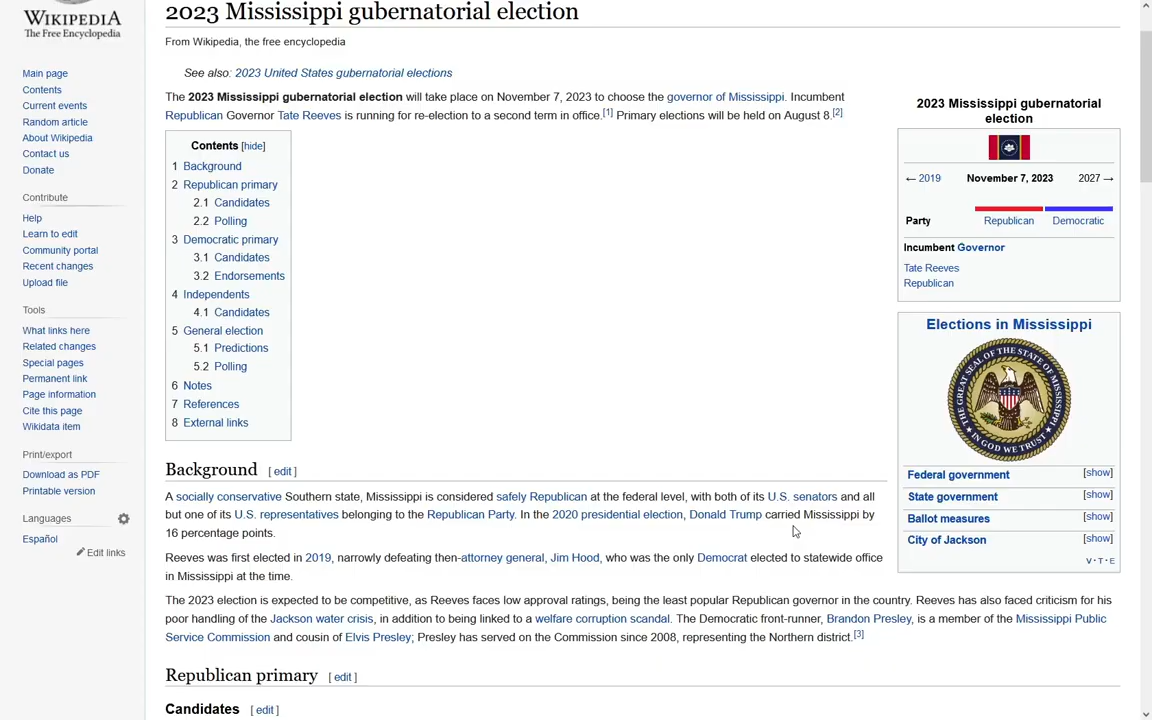 WIKIPEDIA
The Free Encyclopedia
Main page
Contents
Current events
Random article
About Wikipedia
Contact us
Donate
Contribute
Help
Learn to edit
Community portal
Recent changes
Upload file
Tools
What links here
Related changes
Special pages
Permanent link
Page information
Cite this page
Wikidata item
Print/export
Download as PDF
Printable version
Languages
Español
Edit links
2023 Mississippi gubernatorial election
From Wikipedia, the free encyclopedia
See also: 2023 United States gubernatorial elections
The 2023 Mississippi gubernatorial election will take place on November 7, 2023 to choose the governor of Mississippi. Incumbent
Republican Governor Tate Reeves is running for re-election to a second term in office.[1] Primary elections will be held on August 8.[2]
Contents [hide]
1 Background
2 Republican primary
2.1 Candidates
2.2 Polling
3 Democratic primary
3.1 Candidates
3.2 Endorsements
4 Independents
4.1 Candidates
5 General election
5.1 Predictions
5.2 Polling
6 Notes
7 References
8 External links
Background [ edit ]
A socially conservative Southern state, Mississippi is considered safely Republican at the federal level, with both of its U.S. senators and all
but one of its U.S. representatives belonging to the Republican Party. In the 2020 presidential election, Donald Trump carried Mississippi by
16 percentage points.
Reeves was first elected in 2019, narrowly defeating then-attorney general, Jim Hood, who was the only Democrat elected to statewide office
in Mississippi at the time.
The 2023 election is expected to be competitive, as Reeves faces low approval ratings, being the least popular Republican governor in the country. Reeves has also faced criticism for his
poor handling of the Jackson water crisis, in addition to being linked to a welfare corruption scandal. The Democratic front-runner, Brandon Presley, is a member of the Mississippi Public
Service Commission and cousin of Elvis Presley; Presley has served on the Commission since 2008, representing the Northern district.[3]
Republican primary [ edit ]
Candidates [ edit ]
2023 Mississippi gubernatorial
election
← 2019 November 7, 2023 2027 →
Party Republican Democratic
Incumbent Governor
Tate Reeves
Republican
Elections in Mississippi
THE GREAT SEAL OF THE STATE OF MISSISSIPPI
IN GOD WE TRUST
Federal government [show]
State government [show]
Ballot measures [show]
City of Jackson [show]
V · T · E